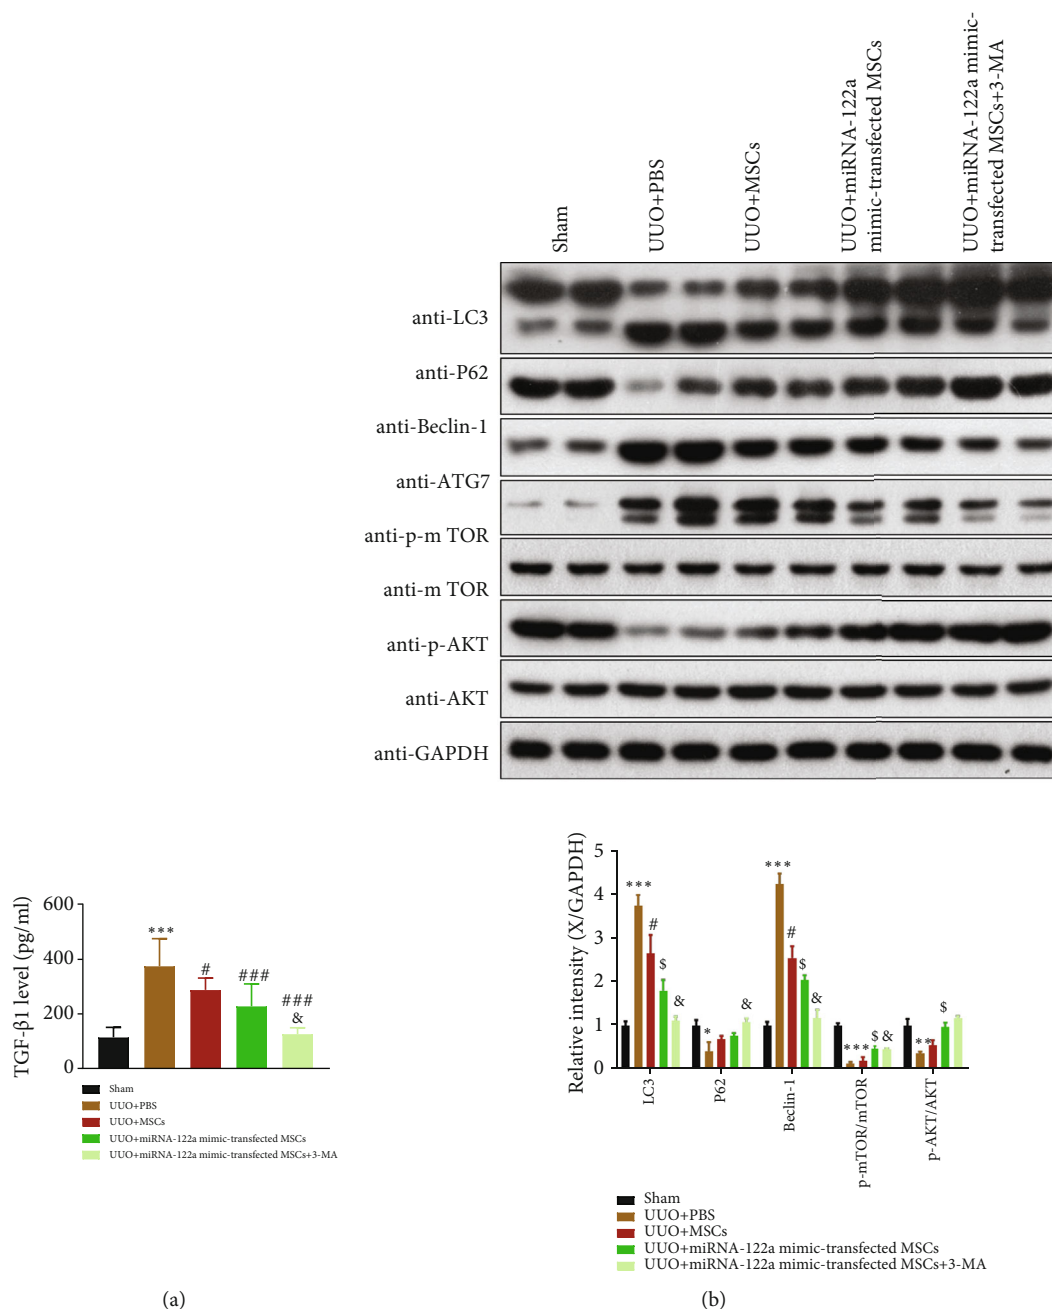 Sham
UUO+PBS
UUO+MSCs
UUO+miRNA-122a
mimic-transfected MSCs
UUO+miRNA-122a mimic-
transfected MSCs+3-MA
anti-LC3
anti-P62
anti-Beclin-1
anti-ATG7
anti-p-m TOR
anti-m TOR
anti-p-AKT
anti-AKT
anti-GAPDH
TGF-β1 level (pg/ml)
600
400
200
0
***
#
###
###
&
Sham
UUO+PBS
UUO+MSCs
UUO+miRNA-122a mimic-transfected MSCs
UUO+miRNA-122a mimic-transfected MSCs+3-MA
(a)
Relative intensity (X/GAPDH)
5
4
3
2
1
0
***
#
$
&
*
&
***
#
$
&
***
$
&
**
$
LC3
P62
Beclin-1
p-mTOR/mTOR
p-AKT/AKT
Sham
UUO+PBS
UUO+MSCs
UUO+miRNA-122a mimic-transfected MSCs
UUO+miRNA-122a mimic-transfected MSCs+3-MA
(b)